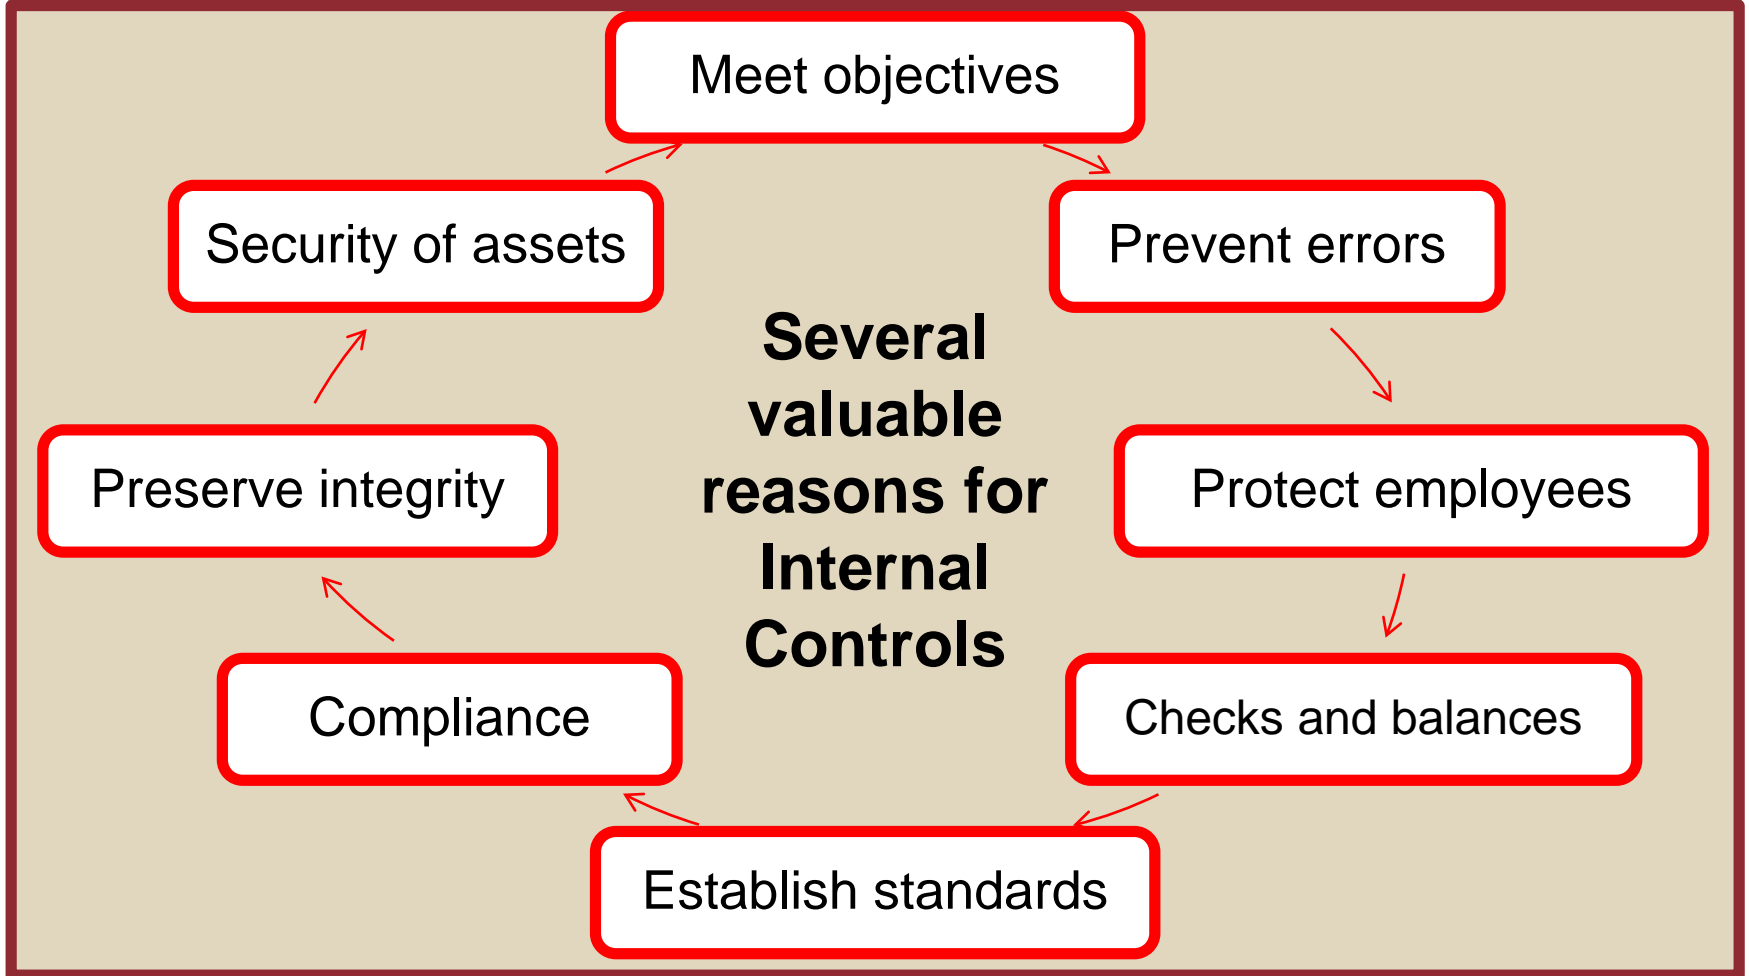 Meet objectives
Prevent errors
Protect employees
Checks and balances
Establish standards
Compliance
Preserve integrity
Security of assets
Several
valuable
reasons for
Internal
Controls